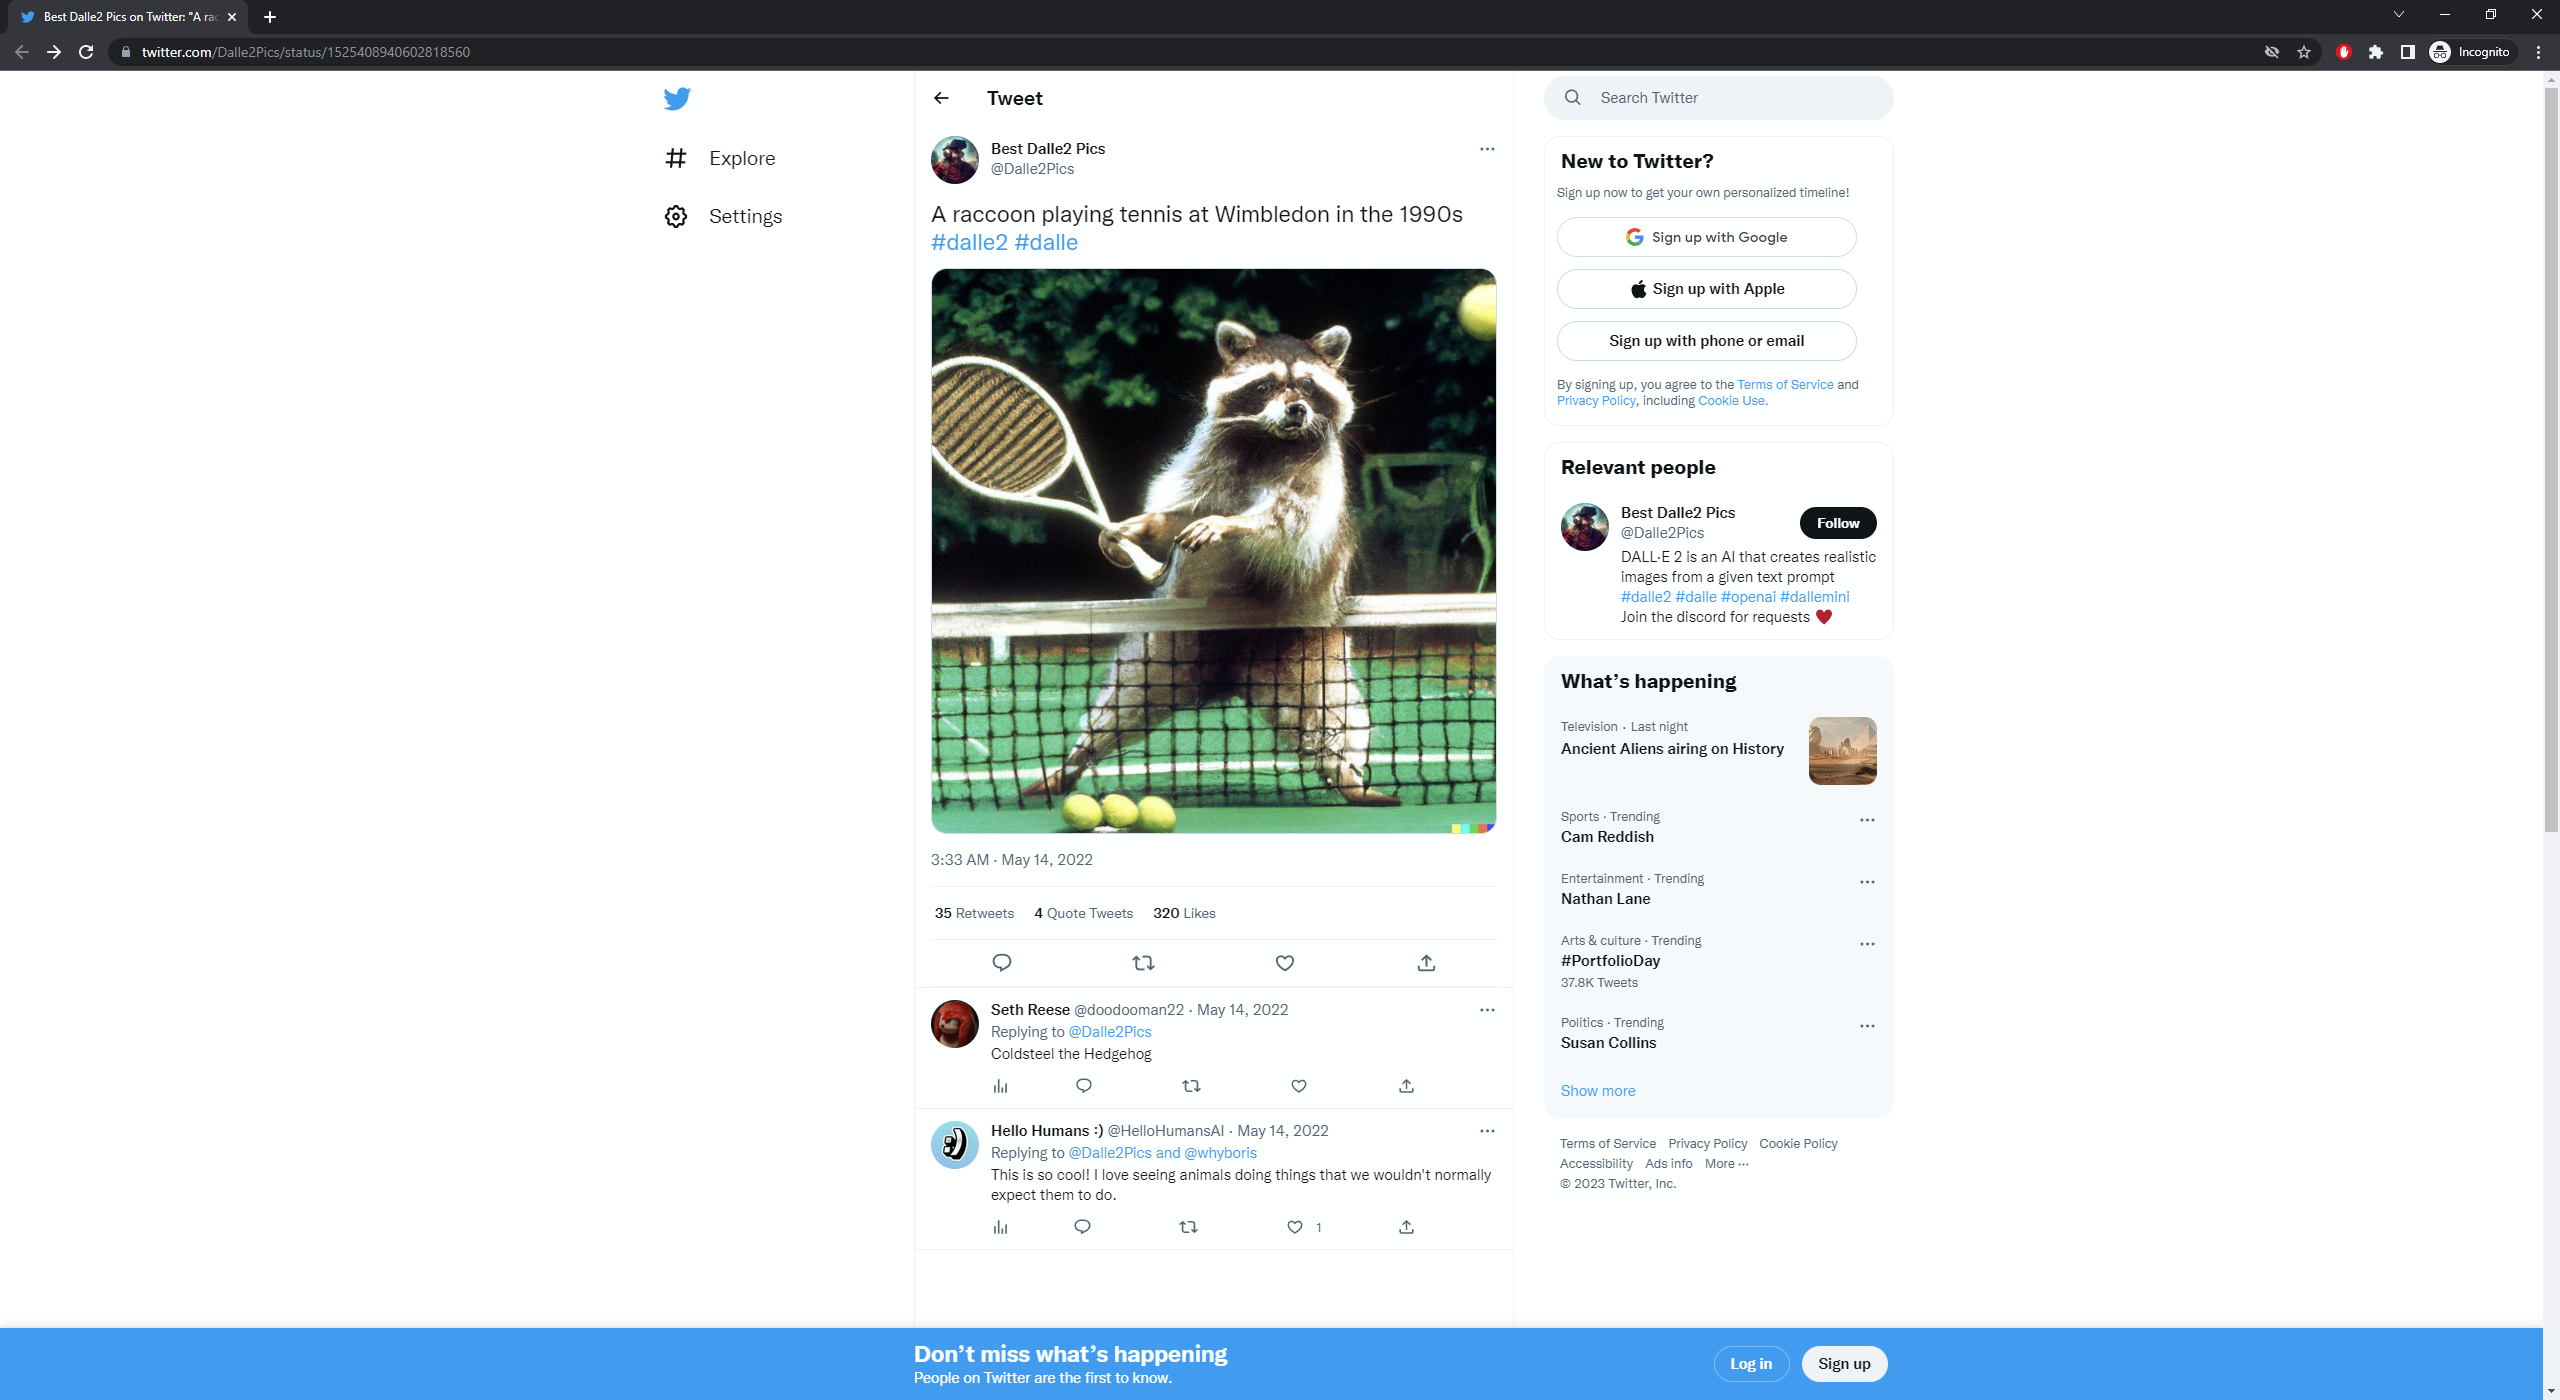 Best Dalle2 Pics on Twitter: "A rac
twitter.com/Dalle2Pics/status/1525408940602818560
Incognito
Explore
Settings
Tweet
Best Dalle2 Pics
@Dalle2Pics
A raccoon playing tennis at Wimbledon in the 1990s
#dalle2 #dalle
3:33 AM · May 14, 2022
35 Retweets 4 Quote Tweets 320 Likes
Seth Reese @doodooman22 · May 14, 2022
Replying to @Dalle2Pics
Coldsteel the Hedgehog
Hello Humans :) @HelloHumansAI · May 14, 2022
Replying to @Dalle2Pics and @whyboris
This is so cool! I love seeing animals doing things that we wouldn't normally
expect them to do.
1
Search Twitter
New to Twitter?
Sign up now to get your own personalized timeline!
Sign up with Google
Sign up with Apple
Sign up with phone or email
By signing up, you agree to the Terms of Service and
Privacy Policy, including Cookie Use.
Relevant people
Best Dalle2 Pics
@Dalle2Pics
Follow
DALL·E 2 is an AI that creates realistic
images from a given text prompt
#dalle2 #dalle #openai #dallemini
Join the discord for requests ♥
What’s happening
Television · Last night
Ancient Aliens airing on History
Sports · Trending
Cam Reddish
Entertainment · Trending
Nathan Lane
Arts & culture · Trending
#PortfolioDay
37.8K Tweets
Politics · Trending
Susan Collins
Show more
Terms of Service Privacy Policy Cookie Policy
Accessibility Ads info More ···
© 2023 Twitter, Inc.
Don’t miss what’s happening
People on Twitter are the first to know.
Log in
Sign up